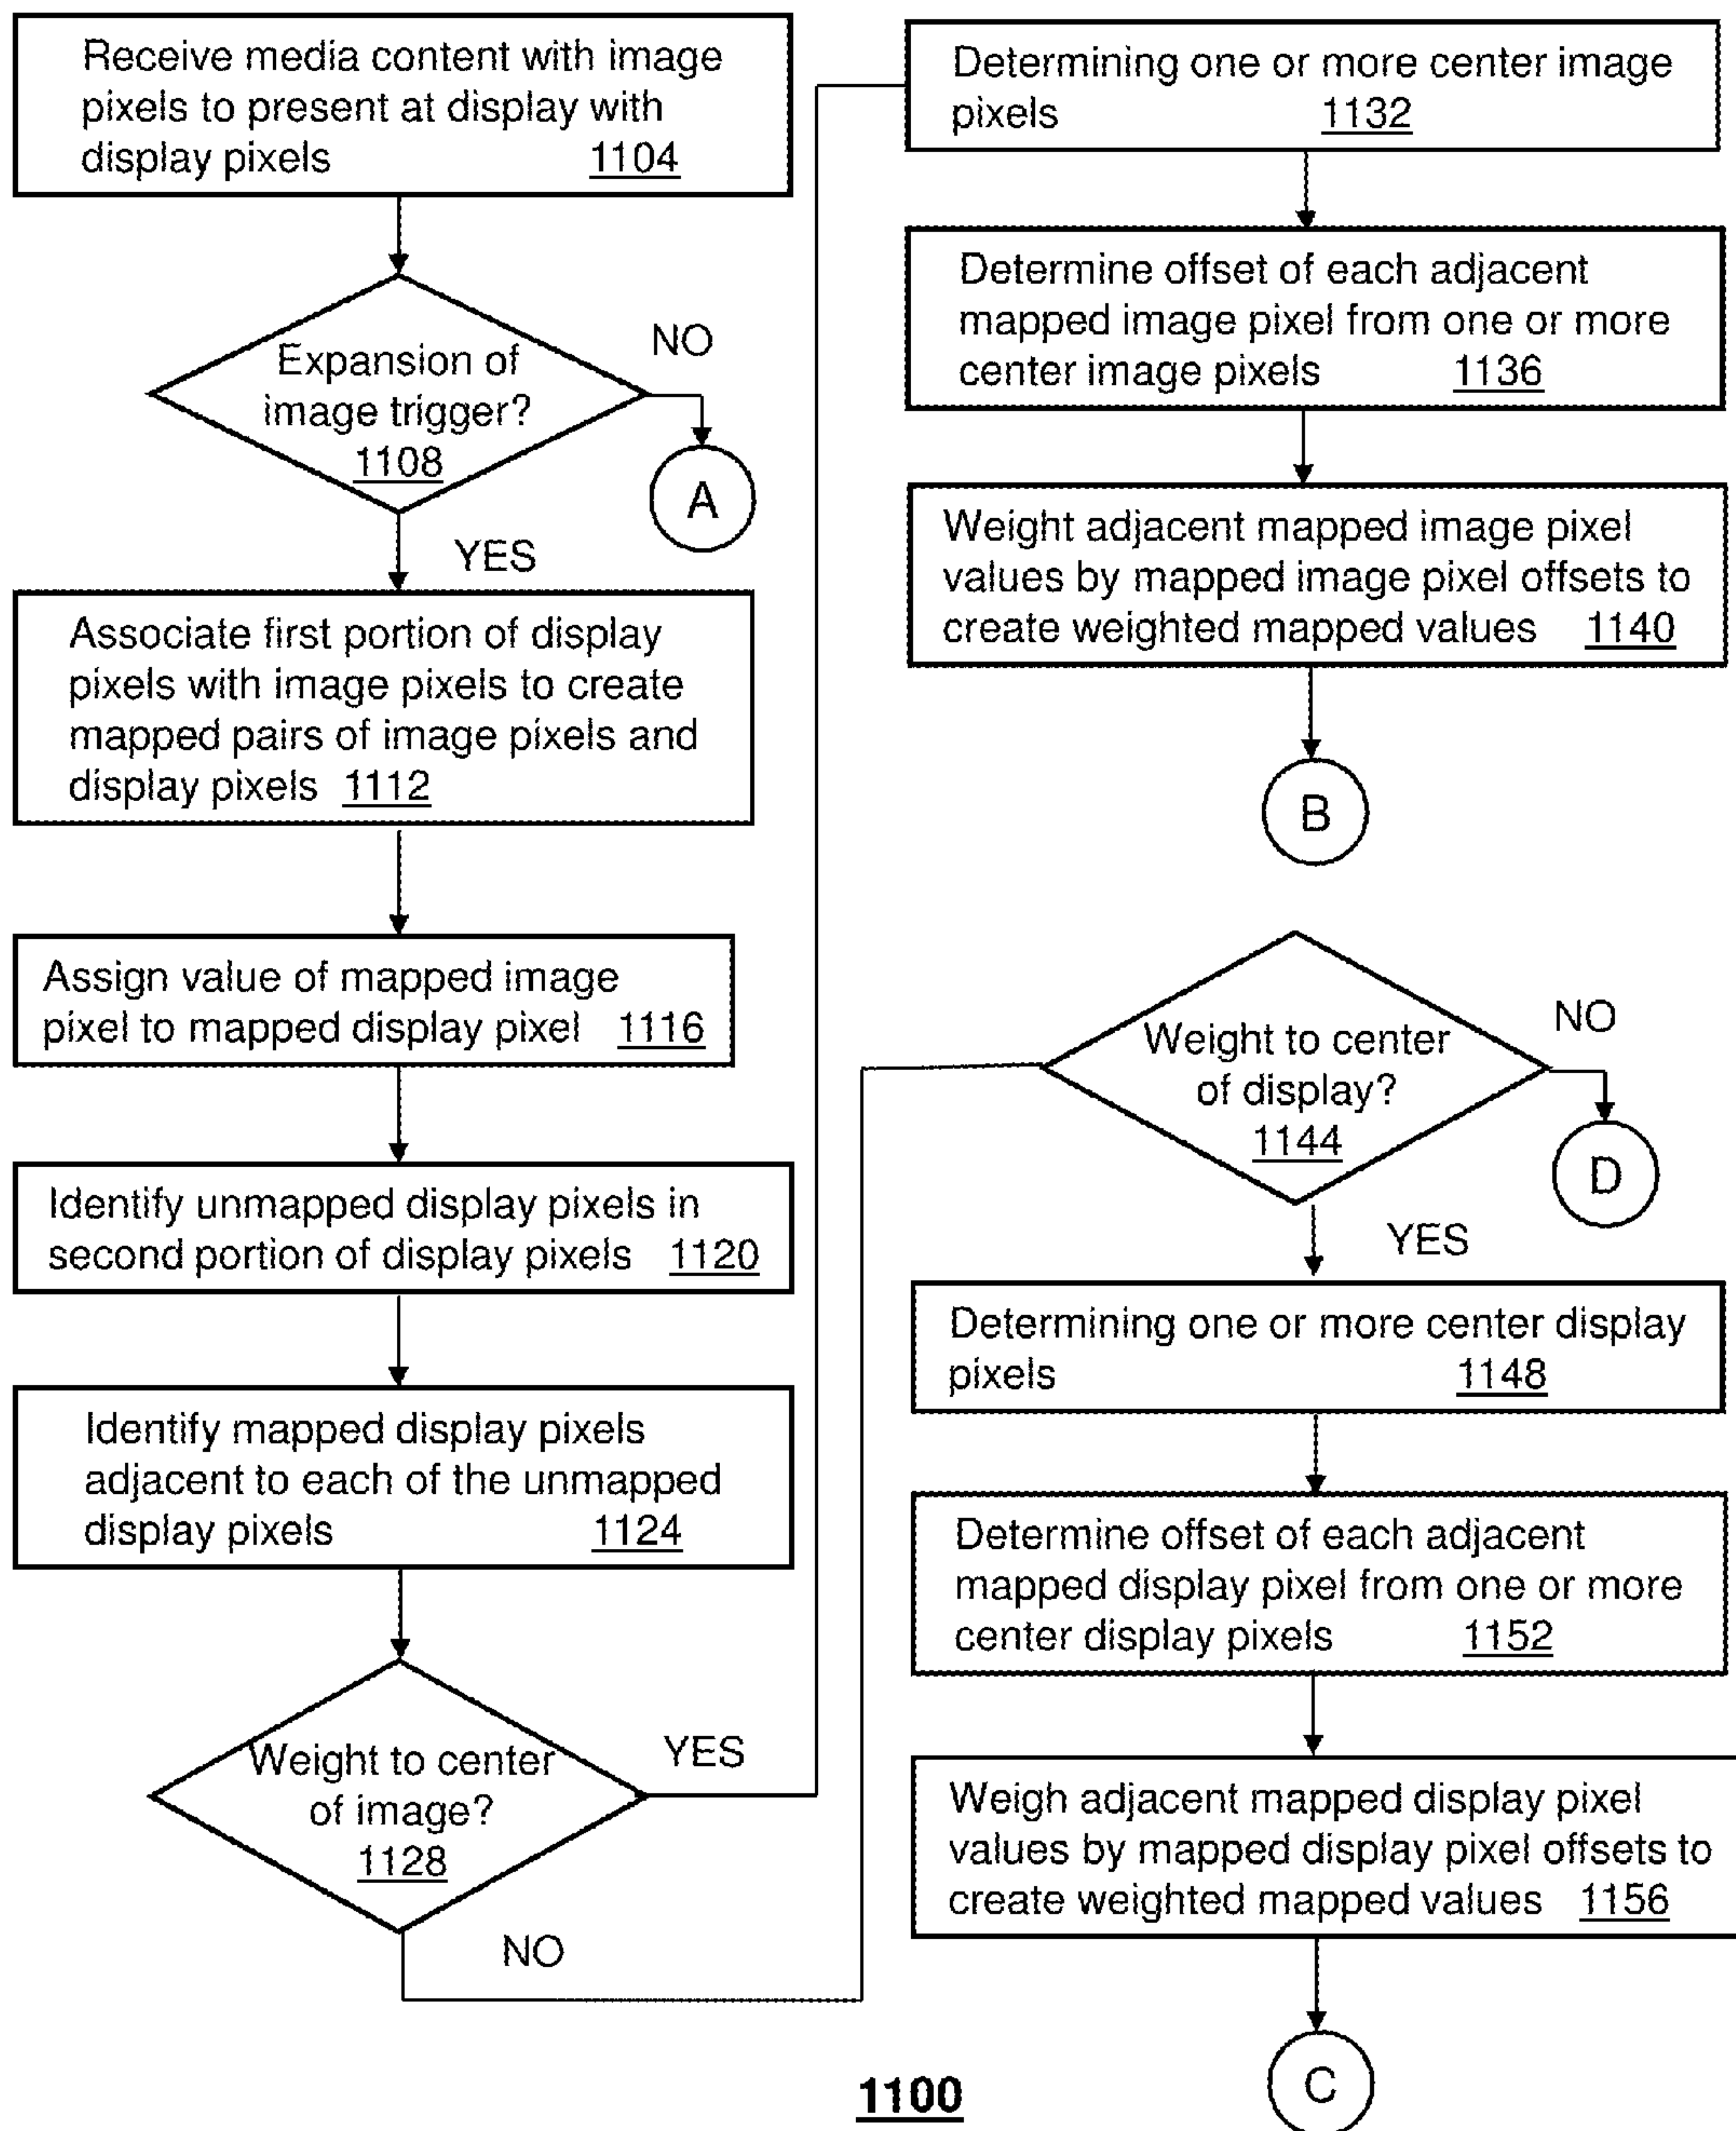 Receive media content with image
pixels to present at display with
display pixels 1104
Expansion of
image trigger?
1108
NO
A
YES
Associate first portion of display
pixels with image pixels to create
mapped pairs of image pixels and
display pixels 1112
Assign value of mapped image
pixel to mapped display pixel 1116
Identify unmapped display pixels in
second portion of display pixels 1120
Identify mapped display pixels
adjacent to each of the unmapped
display pixels 1124
Weight to center
of image?
1128
YES
NO
Determining one or more center image
pixels 1132
Determine offset of each adjacent
mapped image pixel from one or more
center image pixels 1136
Weight adjacent mapped image pixel
values by mapped image pixel offsets to
create weighted mapped values 1140
B
Weight to center
of display?
1144
NO
D
YES
Determining one or more center display
pixels 1148
Determine offset of each adjacent
mapped display pixel from one or more
center display pixels 1152
Weigh adjacent mapped display pixel
values by mapped display pixel offsets to
create weighted mapped values 1156
C
1100